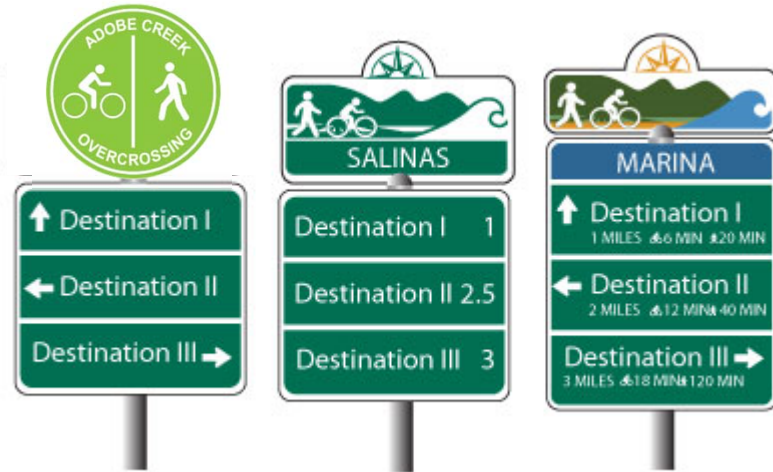 ADOBE CREEK
OVERCROSSING
Destination I
Destination II
Destination III
SALINAS
Destination I 1
Destination II 2.5
Destination III 3
MARINA
Destination I
1 MILES 6 MIN 20 MIN
Destination II
2 MILES 12 MIN 40 MIN
Destination III
3 MILES 18 MIN 120 MIN